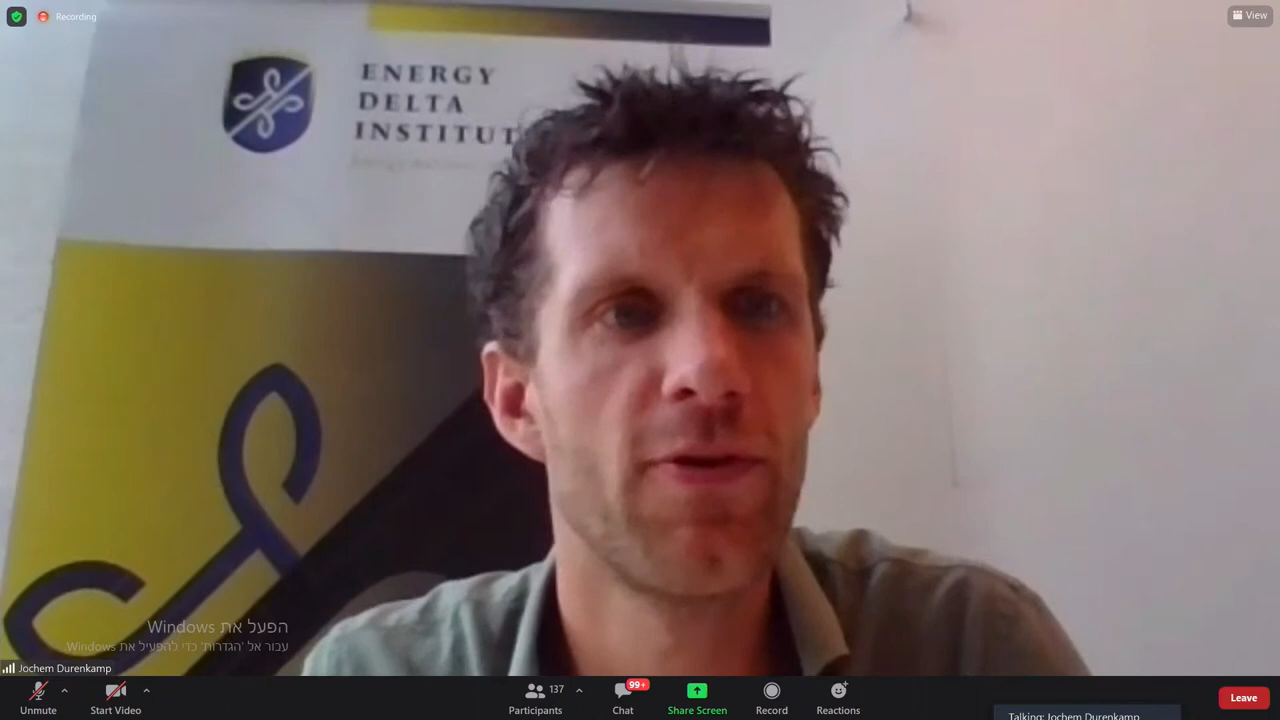 Recording
View
ENERGY
DELTA
INSTITUT
הפעל את Windows
עבור אל 'הגדרות' כדי להפעיל את Windows.
Jochem Durenkamp
Unmute
Start Video
137
Participants
99+
Chat
Share Screen
Record
Reactions
Talking: Jochem Durenkamp
Leave